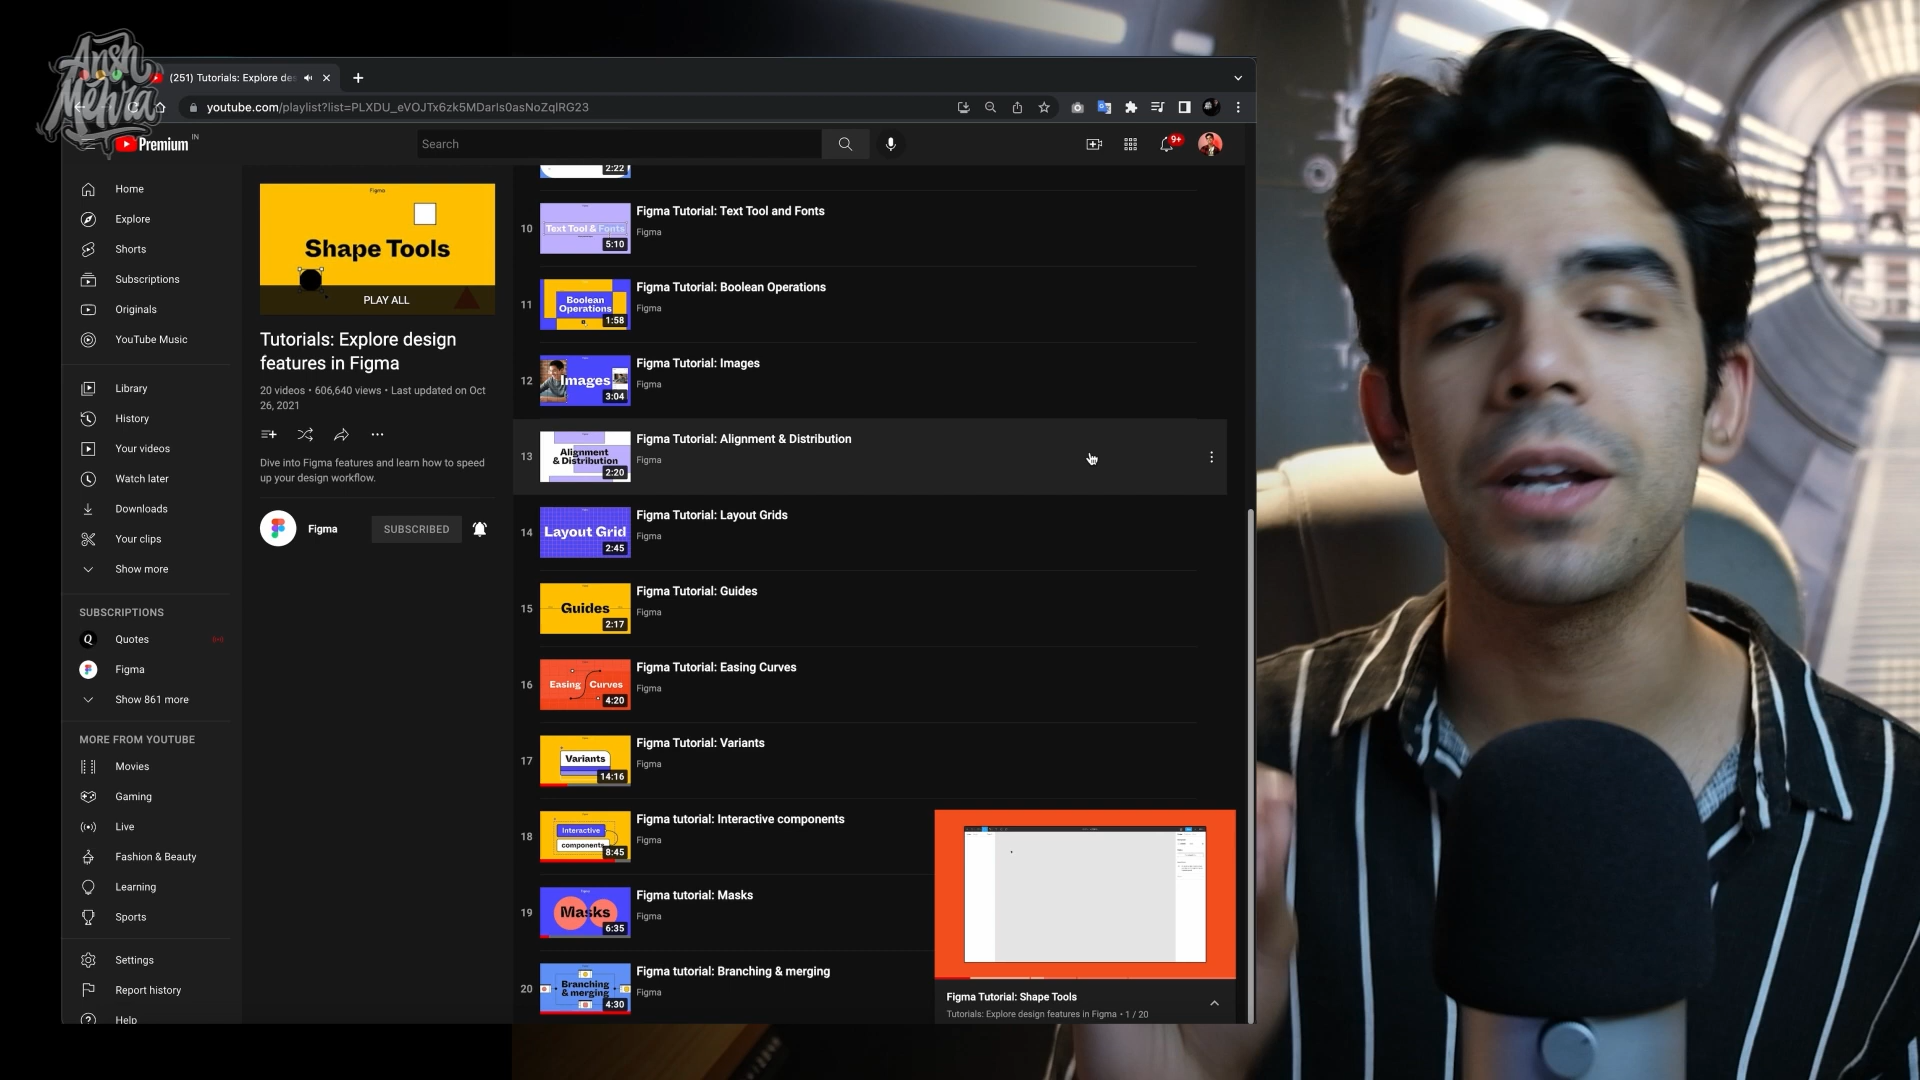 Ansh
Mehra
(251) Tutorials: Explore de
youtube.com/playlist?list=PLXDU_eVOJTx6zk5MDarls0asNoZqlRG23
Premium IN
Search
9+
Home
Explore
Shorts
Subscriptions
Originals
YouTube Music
Library
History
Your videos
Watch later
Downloads
Your clips
Show more
SUBSCRIPTIONS
Quotes
Figma
Show 861 more
MORE FROM YOUTUBE
Movies
Gaming
Live
Fashion & Beauty
Learning
Sports
Settings
Report history
Help
Figma
Shape Tools
PLAY ALL
Tutorials: Explore design
features in Figma
20 videos • 606,640 views • Last updated on Oct
26, 2021
Dive into Figma features and learn how to speed
up your design workflow.
Figma
SUBSCRIBED
2:22
10
Text Tool & Fonts
5:10
Figma Tutorial: Text Tool and Fonts
Figma
11
Boolean
Operations
1:58
Figma Tutorial: Boolean Operations
Figma
12
Images
3:04
Figma Tutorial: Images
Figma
13
Alignment
& Distribution
2:20
Figma Tutorial: Alignment & Distribution
Figma
14
Layout Grid
2:45
Figma Tutorial: Layout Grids
Figma
15
Guides
2:17
Figma Tutorial: Guides
Figma
16
Easing Curves
4:20
Figma Tutorial: Easing Curves
Figma
17
Variants
14:16
Figma Tutorial: Variants
Figma
18
Interactive
components
8:45
Figma tutorial: Interactive components
Figma
19
Masks
6:35
Figma tutorial: Masks
Figma
20
Branching
& merging
4:30
Figma tutorial: Branching & merging
Figma
Figma Tutorial: Shape Tools
Tutorials: Explore design features in Figma • 1 / 20